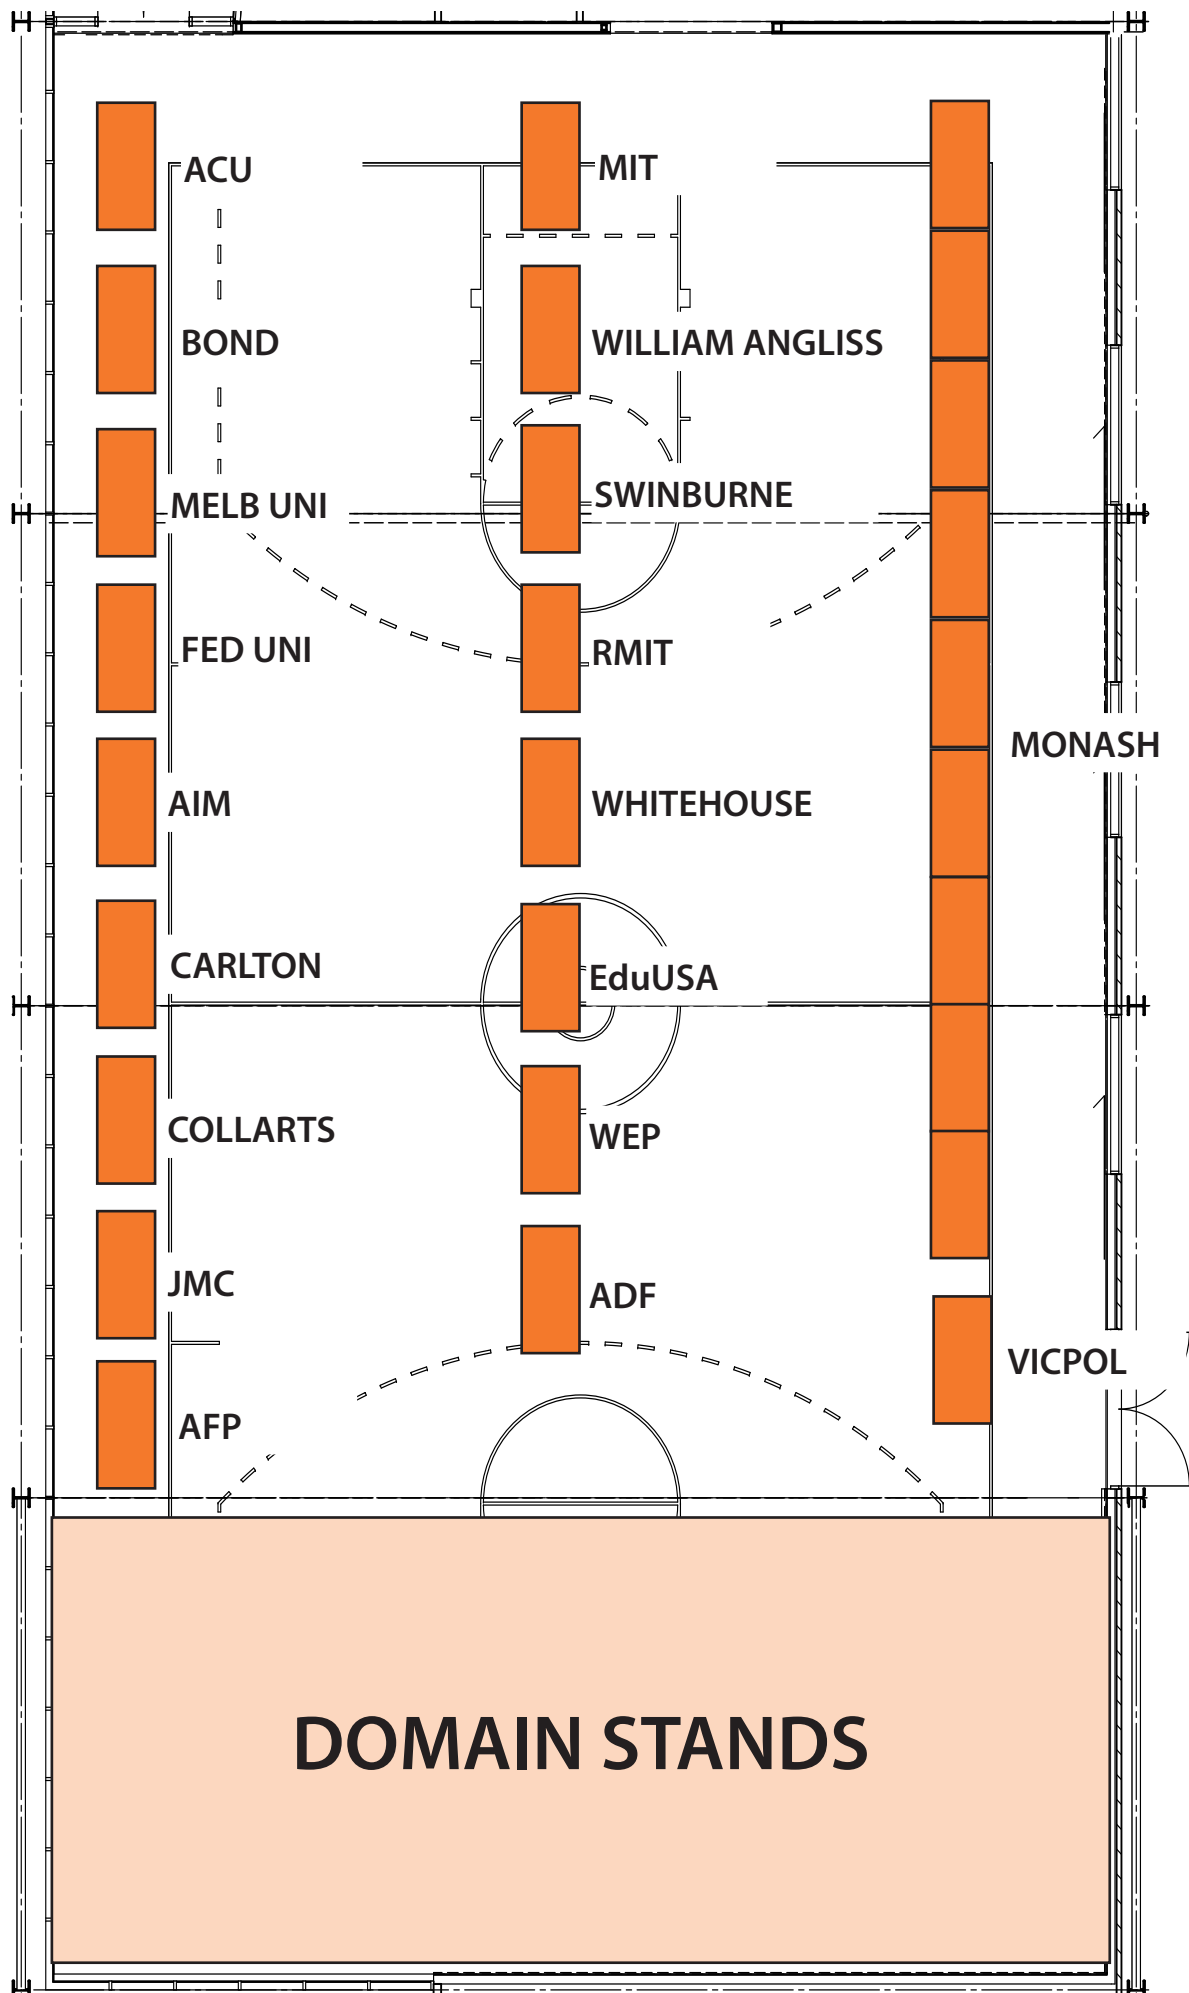 ACU
MIT
BOND
WILLIAM ANGLISS
MELB UNI
SWINBURNE
FED UNI
RMIT
MONASH
AIM
WHITEHOUSE
CARLTON
EduUSA
COLLARTS
WEP
JMC
ADF
VICPOL
AFP
DOMAIN STANDS